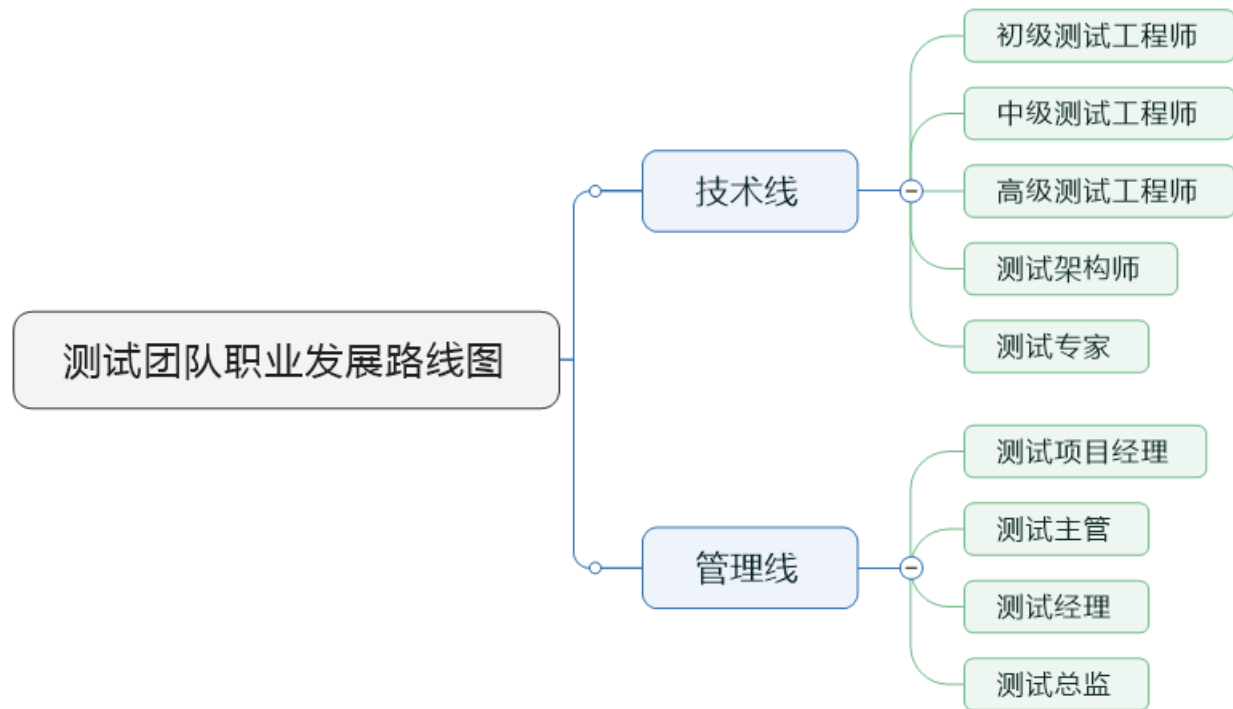 测试团队职业发展路线图
技术线
初级测试工程师
中级测试工程师
高级测试工程师
测试架构师
测试专家
管理线
测试项目经理
测试主管
测试经理
测试总监